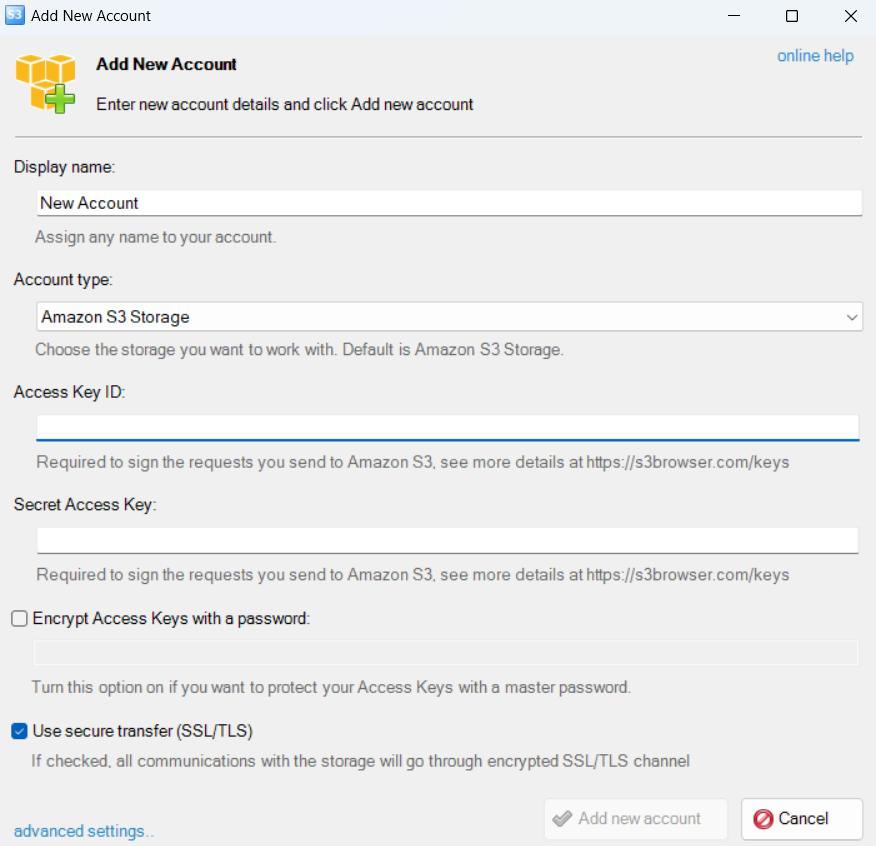 S3 Add New Account
online help
Add New Account
Enter new account details and click Add new account
Display name:
New Account
Assign any name to your account.
Account type:
Amazon S3 Storage
Choose the storage you want to work with. Default is Amazon S3 Storage.
Access Key ID:
Required to sign the requests you send to Amazon S3, see more details at https://s3browser.com/keys
Secret Access Key:
Required to sign the requests you send to Amazon S3, see more details at https://s3browser.com/keys
Encrypt Access Keys with a password:
Turn this option on if you want to protect your Access Keys with a master password.
Use secure transfer (SSL/TLS)
If checked, all communications with the storage will go through encrypted SSL/TLS channel
Add new account
Cancel
advanced settings..